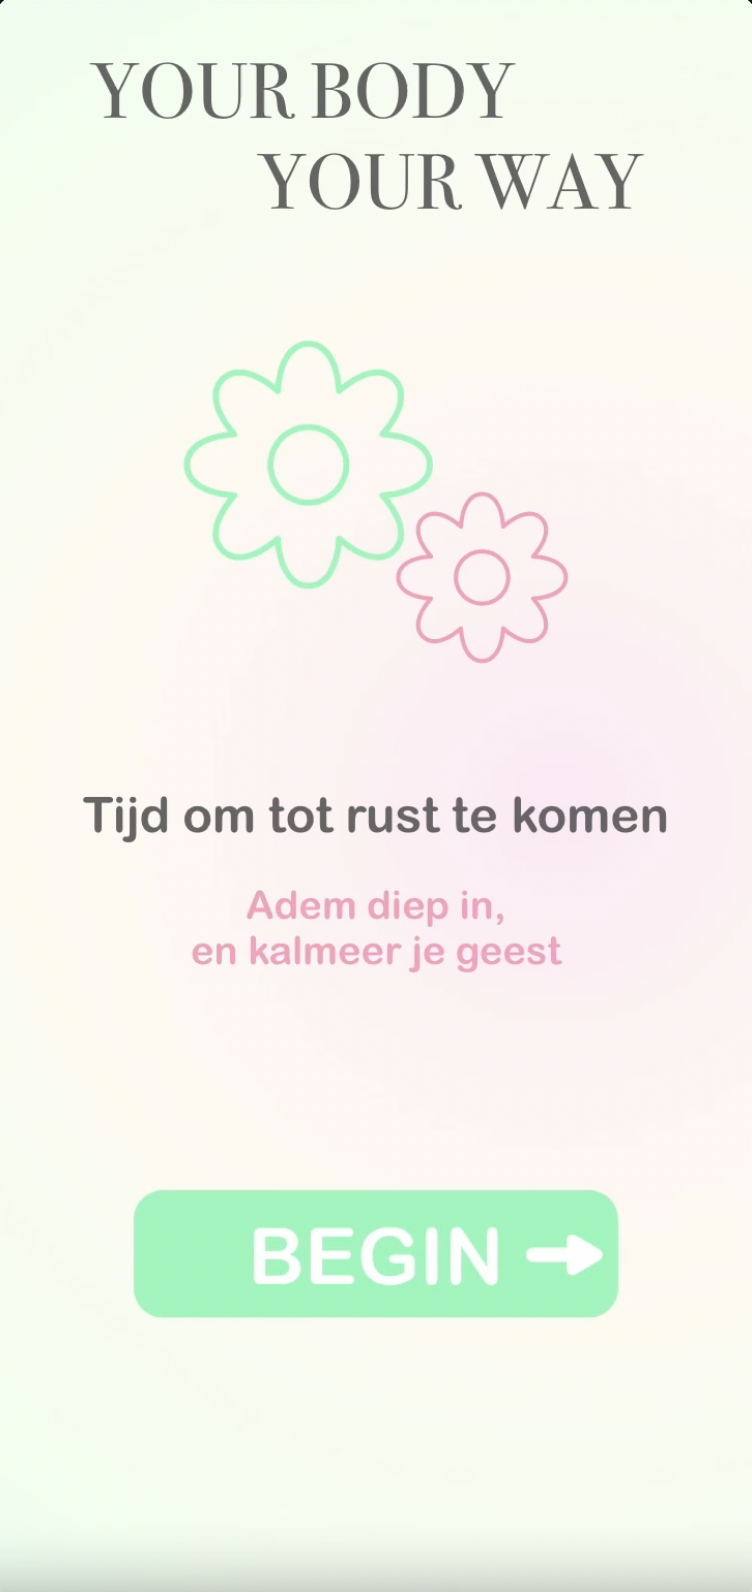 YOUR BODY
YOUR WAY
Tijd om tot rust te komen
Adem diep in,
en kalmeer je geest
BEGIN